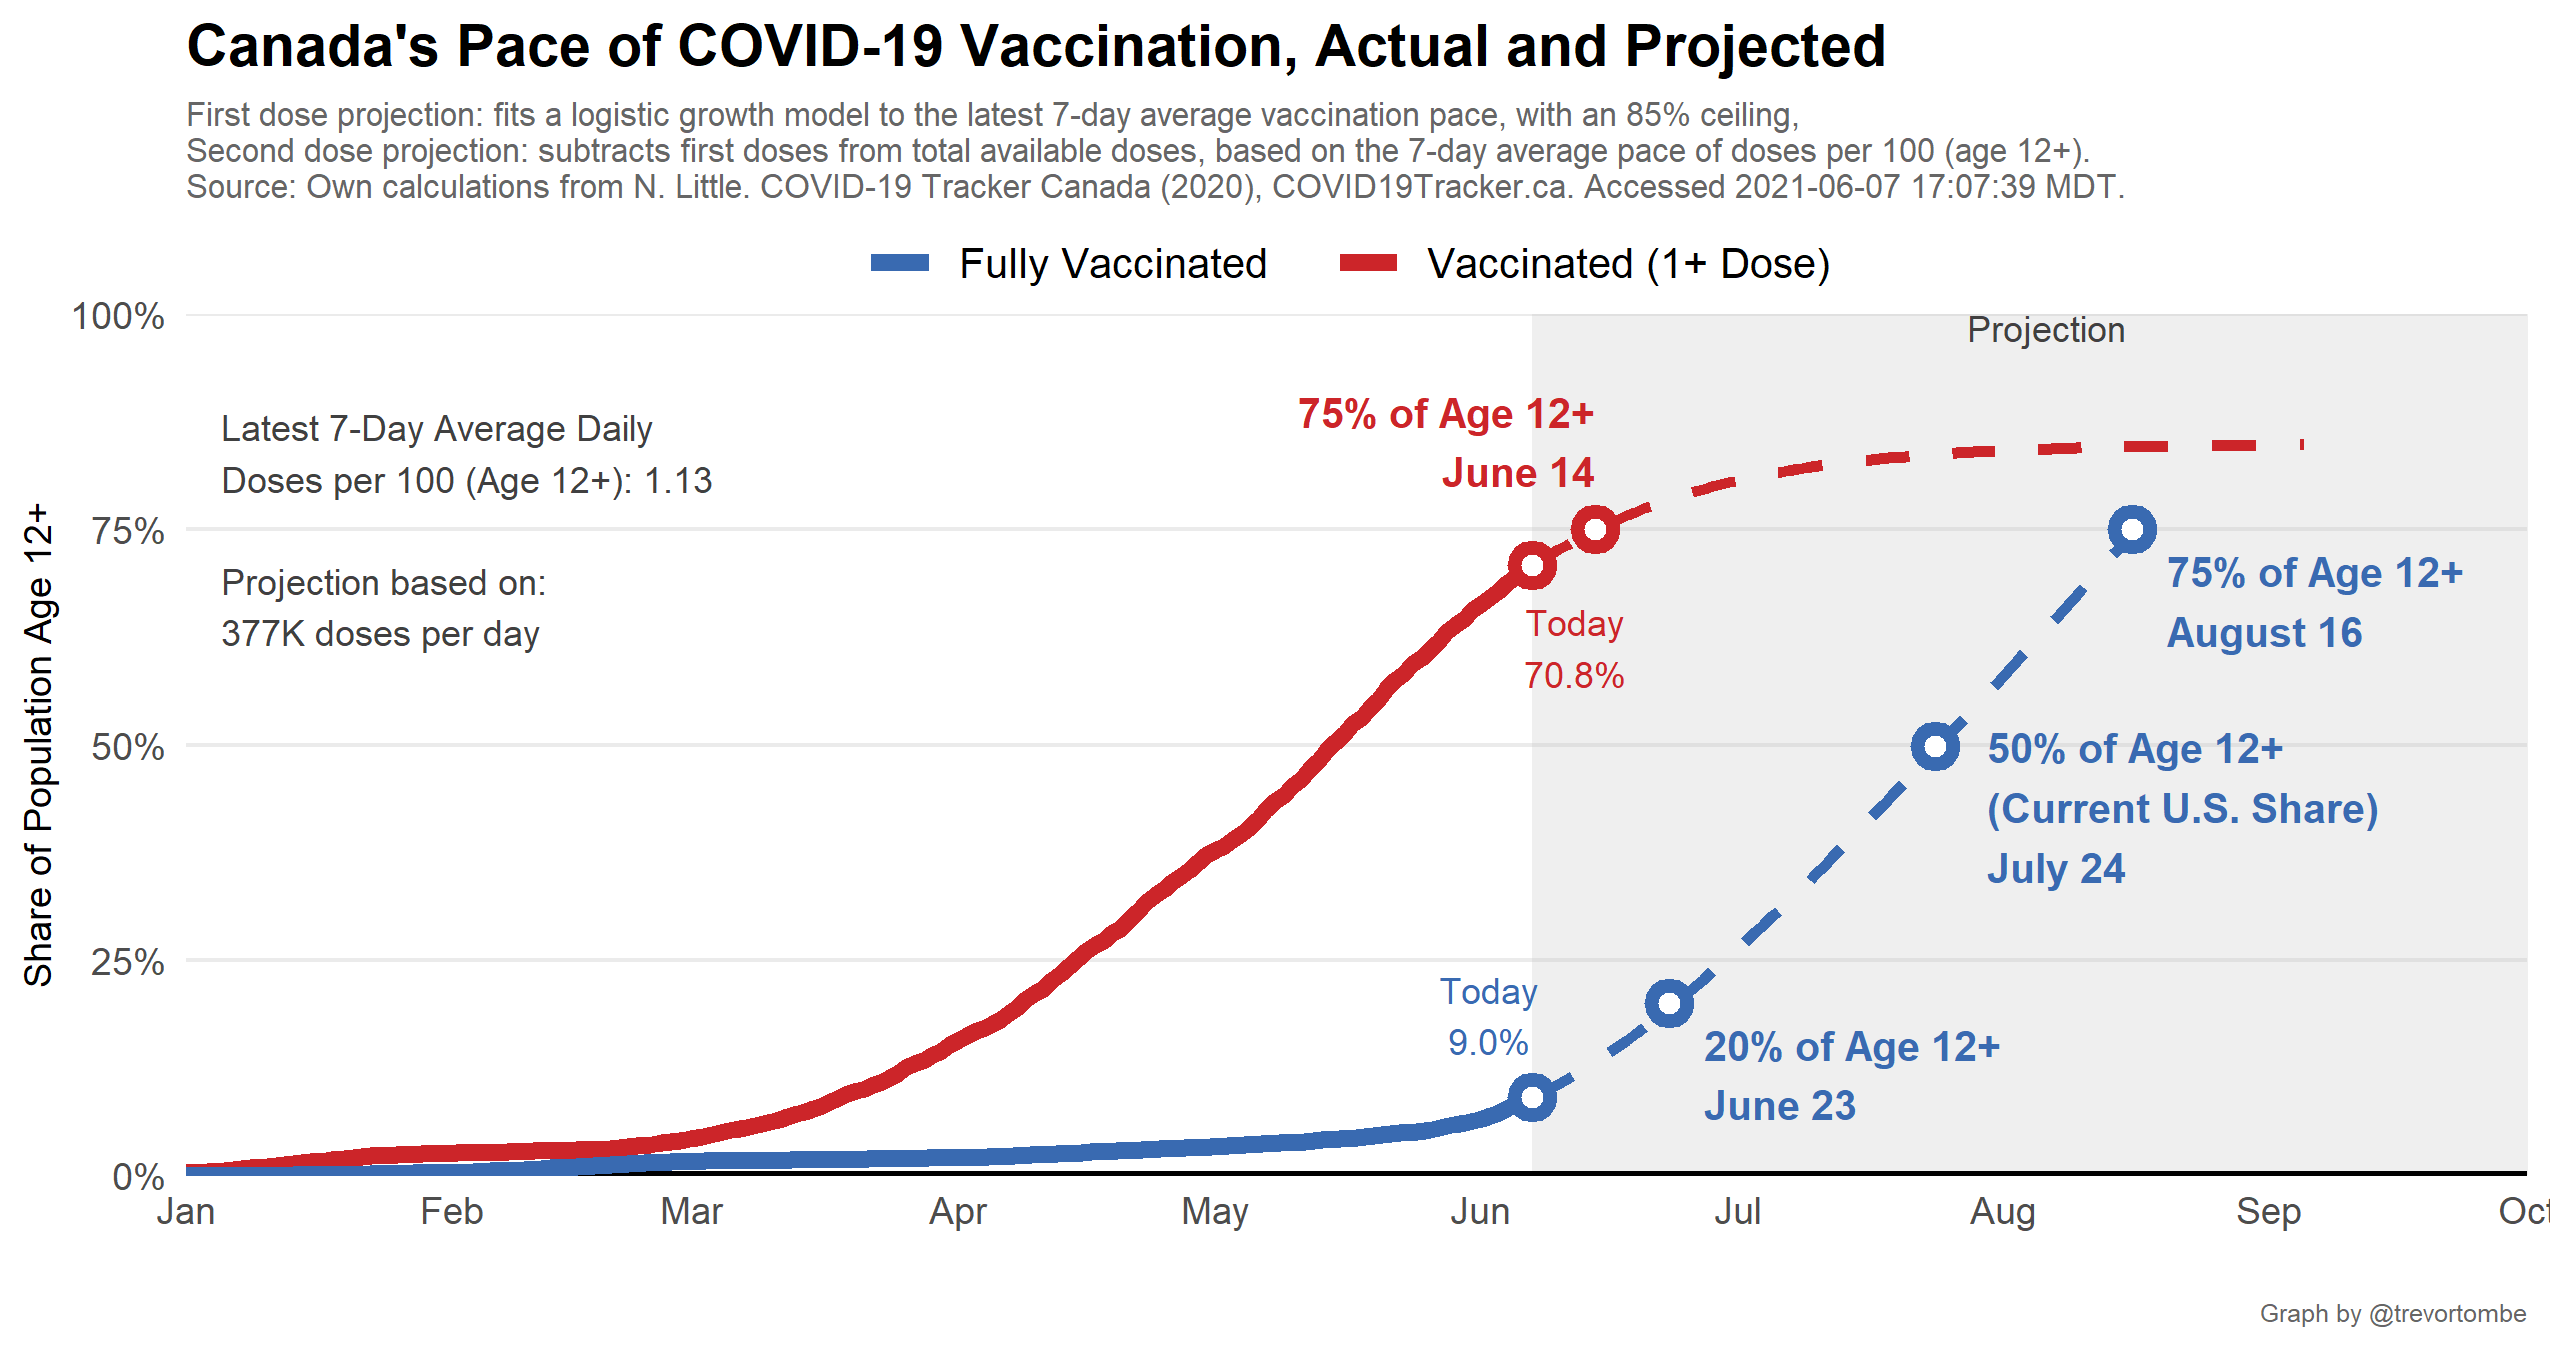 Canada's Pace of COVID-19 Vaccination, Actual and Projected
First dose projection: fits a logistic growth model to the latest 7-day average vaccination pace, with an 85% ceiling,
Second dose projection: subtracts first doses from total available doses, based on the 7-day average pace of doses per 100 (age 12+).
Source: Own calculations from N. Little. COVID-19 Tracker Canada (2020), COVID19Tracker.ca. Accessed 2021-06-07 17:07:39 MDT.
Fully Vaccinated
Vaccinated (1+ Dose)
Share of Population Age 12+
100%
75%
50%
25%
0%
Projection
Latest 7-Day Average Daily
Doses per 100 (Age 12+): 1.13
Projection based on:
377K doses per day
75% of Age 12+
June 14
Today
70.8%
75% of Age 12+
August 16
50% of Age 12+
(Current U.S. Share)
July 24
Today
9.0%
20% of Age 12+
June 23
Jan
Feb
Mar
Apr
May
Jun
Jul
Aug
Sep
Oct
Graph by @trevortombe